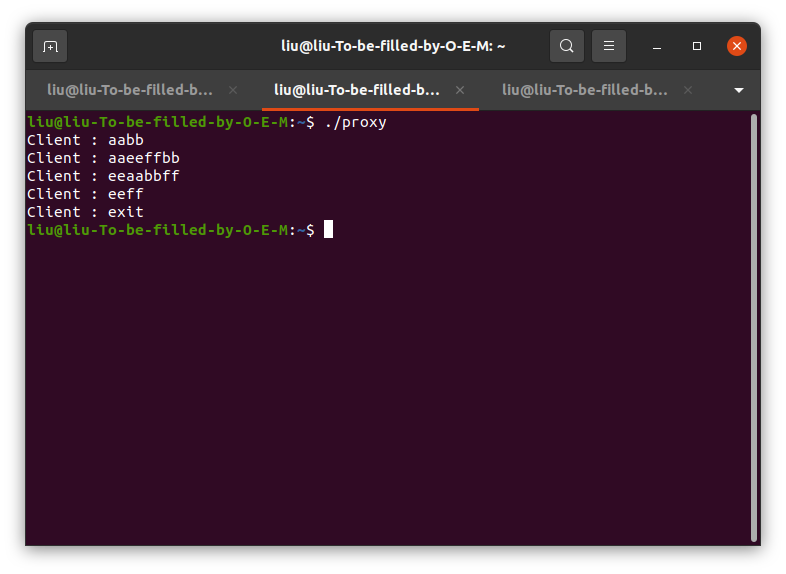 liu@liu-To-be-filled-by-O-E-M: ~
liu@liu-To-be-filled-b... liu@liu-To-be-filled-b... liu@liu-To-be-filled-b...
liu@liu-To-be-filled-by-O-E-M:~$ ./proxy
Client : aabb
Client : aaeeffbb
Client : eeaabbff
Client : eeff
Client : exit
liu@liu-To-be-filled-by-O-E-M:~$